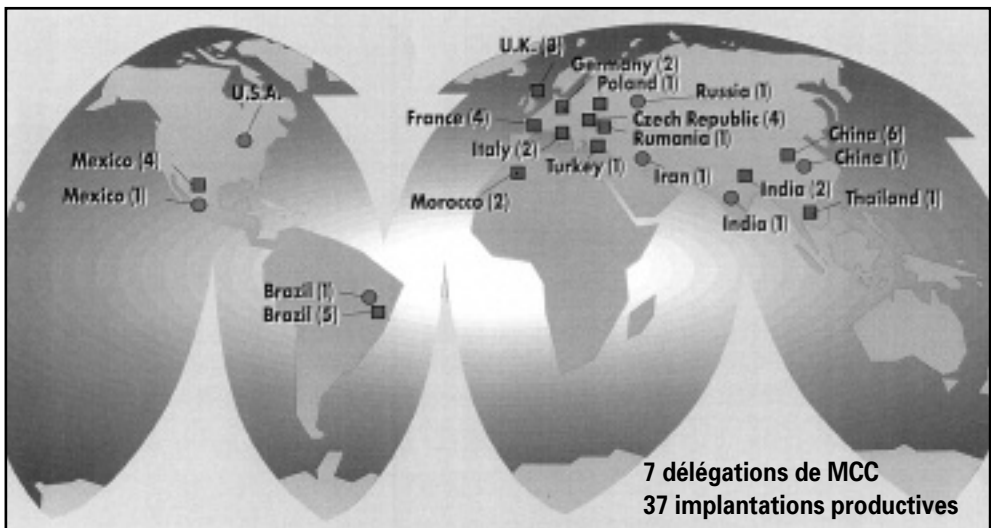 U.K.
Germany (2)
Poland (1)
U.S.A.
Russia (1)
France (4)
Czech Republic (4)
Italy (2)
Rumania (1)
China (6)
Mexico (4)
Turkey (1)
Iran (1)
China (1)
Mexico (1)
Morocco (2)
India (2)
Thailand (1)
India (1)
Brazil (1)
Brazil (5)
7 délégations de MCC
37 implantations productives